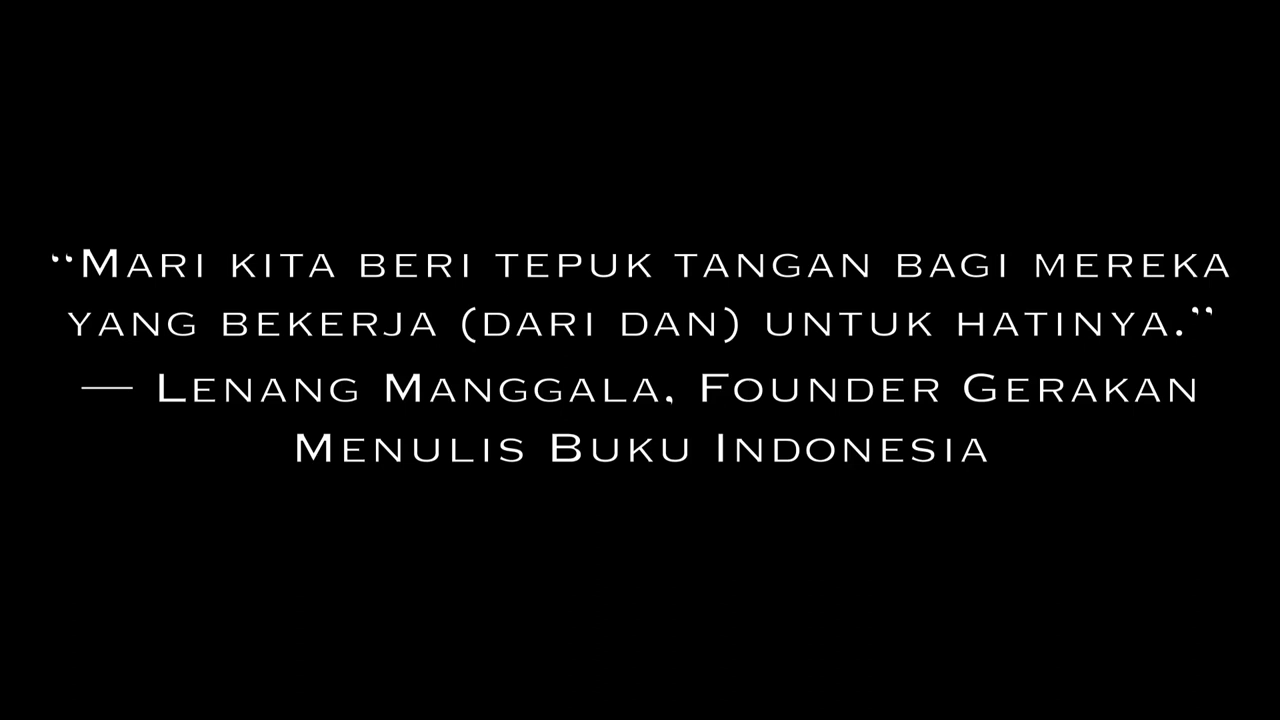 “Mari kita beri tepuk tangan bagi mereka
yang bekerja (dari dan) untuk hatinya.”
— Lenang Manggala, Founder Gerakan
Menulis Buku Indonesia